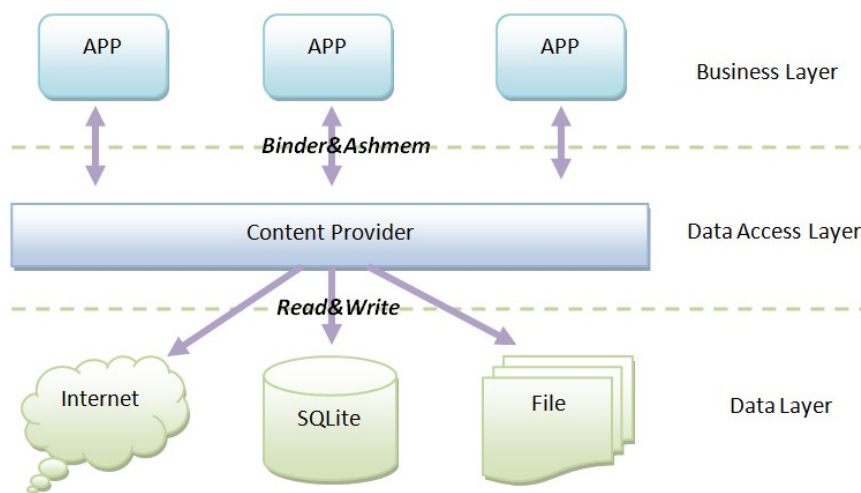 APP
APP
APP
Business Layer
Binder&Ashmem
Content Provider
Data Access Layer
Read&Write
Internet
SQLite
File
Data Layer